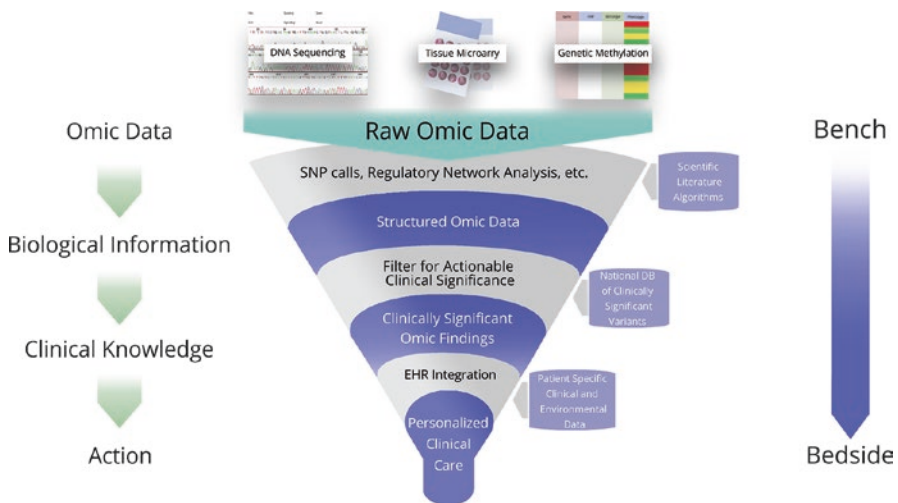 DNA Sequencing
Tissue Microarry
Genetic Methylation
Omic Data
Raw Omic Data
Bench
SNP calls, Regulatory Network Analysis, etc.
Scientific
Literature
Algorithms
Structured Omic Data
Biological Information
Filter for Actionable
Clinical Significance
National DB
of Clinically
Significant
Variants
Clinically Significant
Omic Findings
Clinical Knowledge
EHR Integration
Patient Specific
Clinical and
Environmental
Data
Personalized
Clinical
Care
Action
Bedside